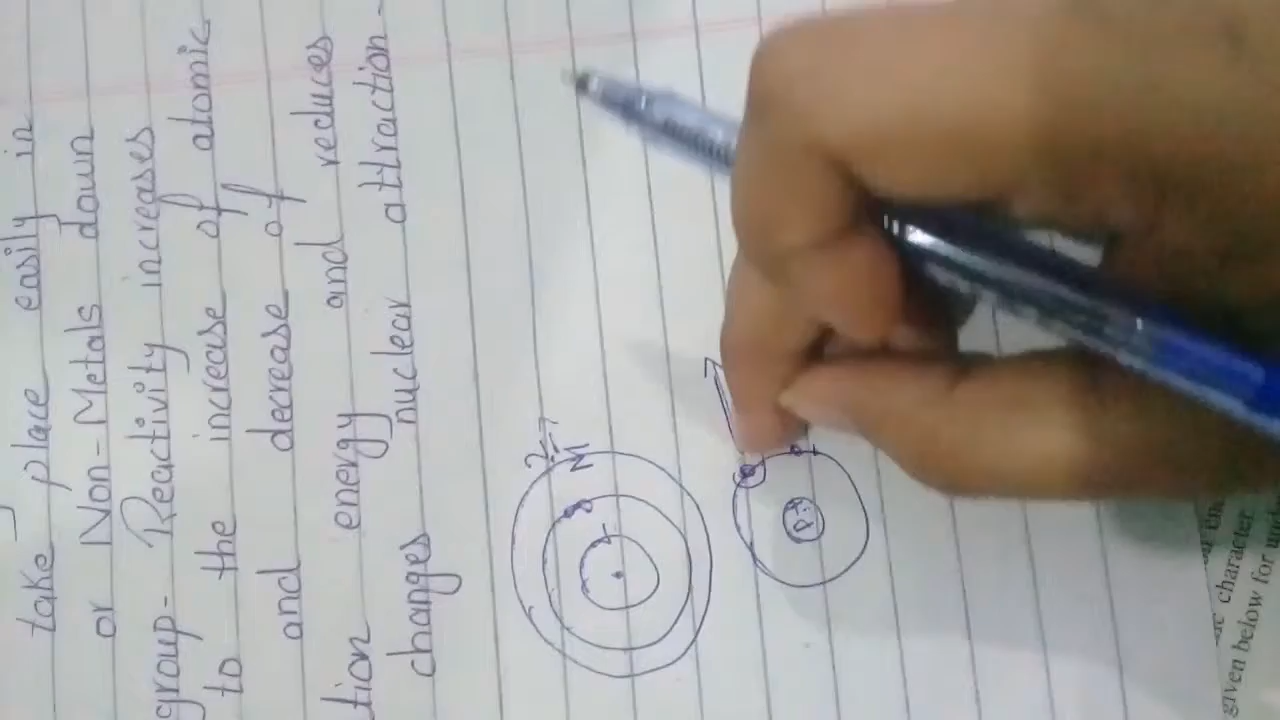 take place easily in
or Non-Metals down
group- Reactivity increases
to the increase of atomic
and decrease of
tion energy and reduces
changes nuclear attraction-
M
P+
character
given below for